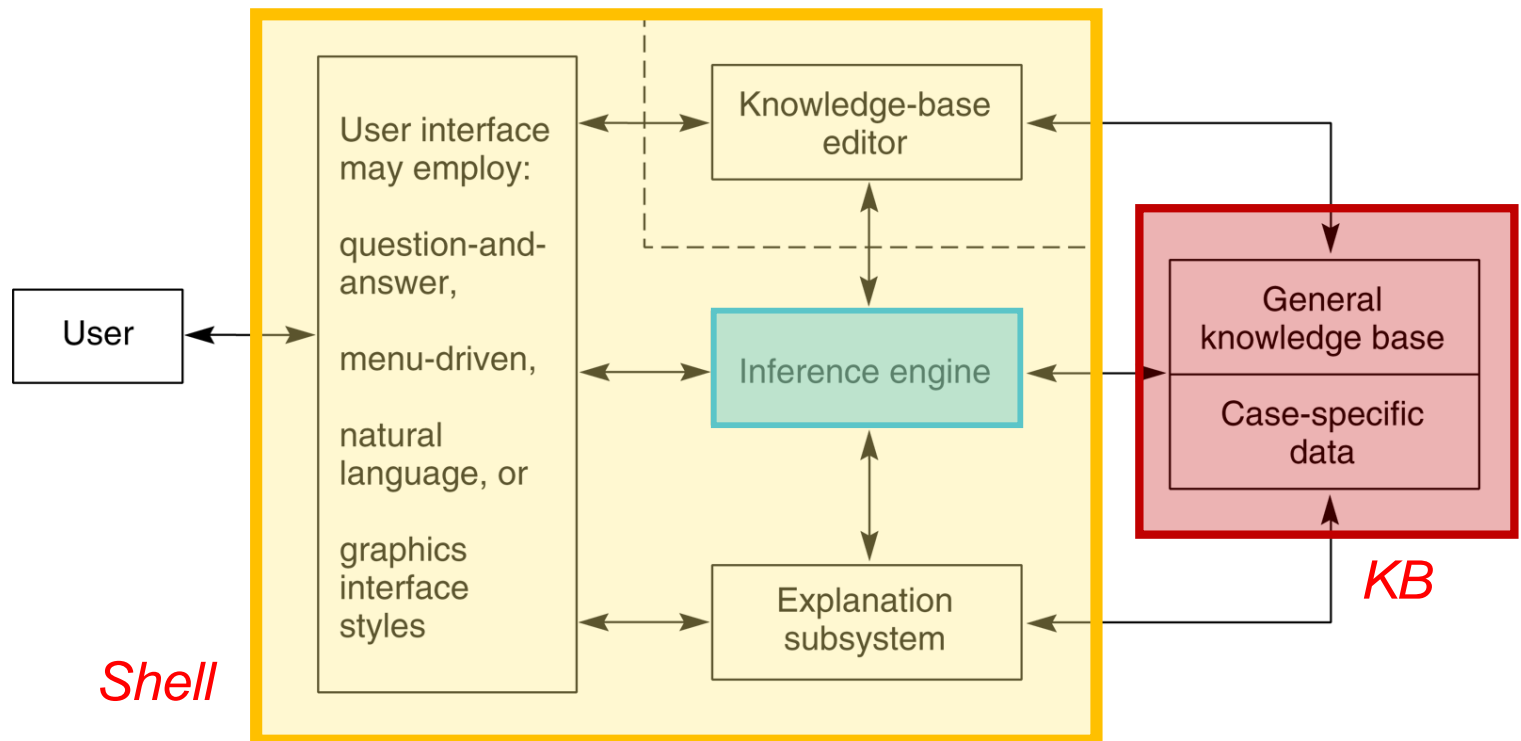 User
User interface
may employ:
question-and-
answer,
menu-driven,
natural
language, or
graphics
interface
styles
Knowledge-base
editor
Inference engine
Explanation
subsystem
General
knowledge base
Case-specific
data
KB
Shell